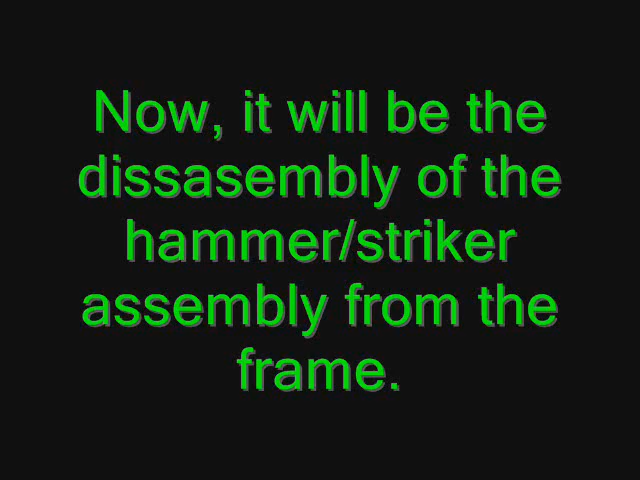 Now, it will be the
dissasembly of the
hammer/striker
assembly from the
frame.